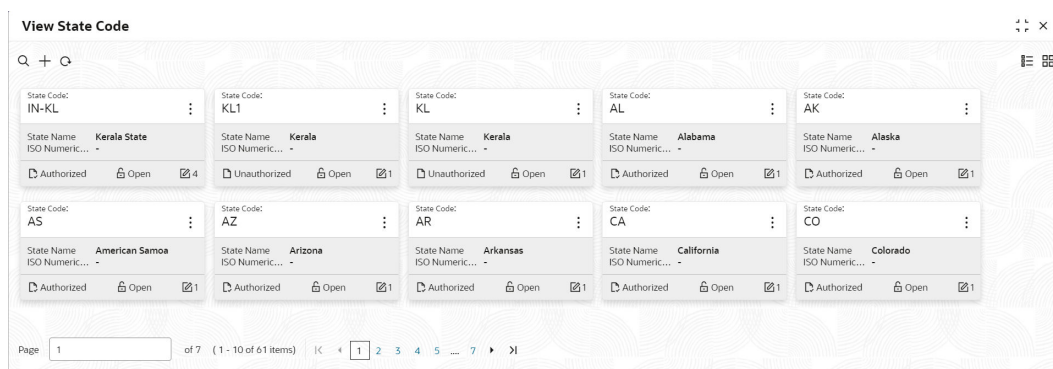 View State Code
State Code: State Code: State Code: State Code: State Code:
IN-KL KL1 KL AL AK
State Name Kerala State State Name Kerala State Name Kerala State Name Alabama State Name Alaska
ISO Numeric... - ISO Numeric... - ISO Numeric... - ISO Numeric... - ISO Numeric... -
Authorized Open 4 Unauthorized Open 1 Unauthorized Open 1 Authorized Open 1 Authorized Open 1
State Code: State Code: State Code: State Code: State Code:
AS AZ AR CA CO
State Name American Samoa State Name Arizona State Name Arkansas State Name California State Name Colorado
ISO Numeric... - ISO Numeric... - ISO Numeric... - ISO Numeric... - ISO Numeric... -
Authorized Open 1 Authorized Open 1 Authorized Open 1 Authorized Open 1 Authorized Open 1
Page 1 of 7 ( 1 - 10 of 61 items) 1 2 3 4 5 .... 7